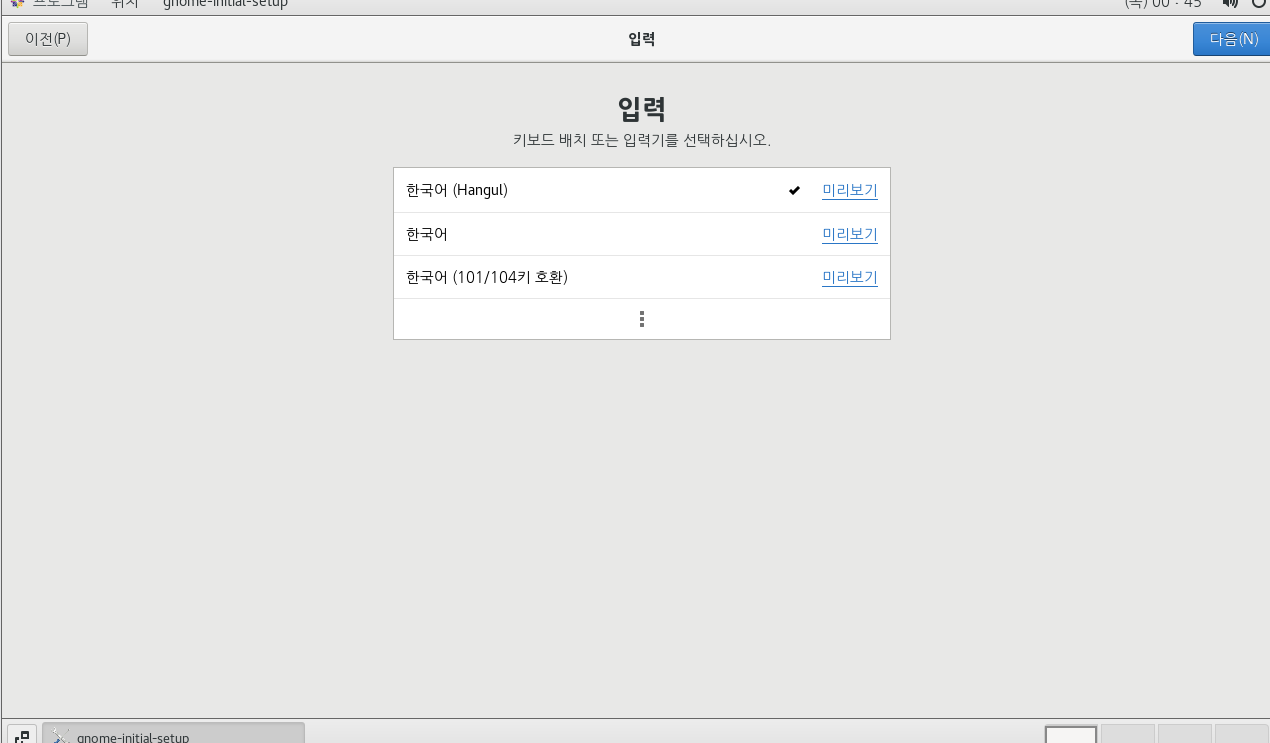 프로그램 위치 gnome-initial-setup (목) 00 : 45
이전(P) 입력 다음(N)
입력
키보드 배치 또는 입력기를 선택하십시오.
한국어 (Hangul) 미리보기
한국어 미리보기
한국어 (101/104키 호환) 미리보기
gnome-initial-setup